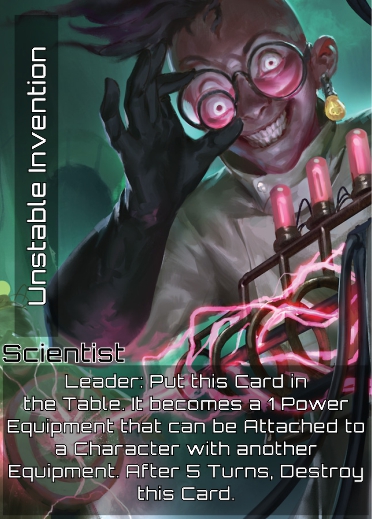 Unstable Invention
Scientist
Leader: Put this Card in
the Table. It becomes a 1 Power
Equipment that can be Attached to
a Character with another
Equipment. After 5 Turns, Destroy
this Card.